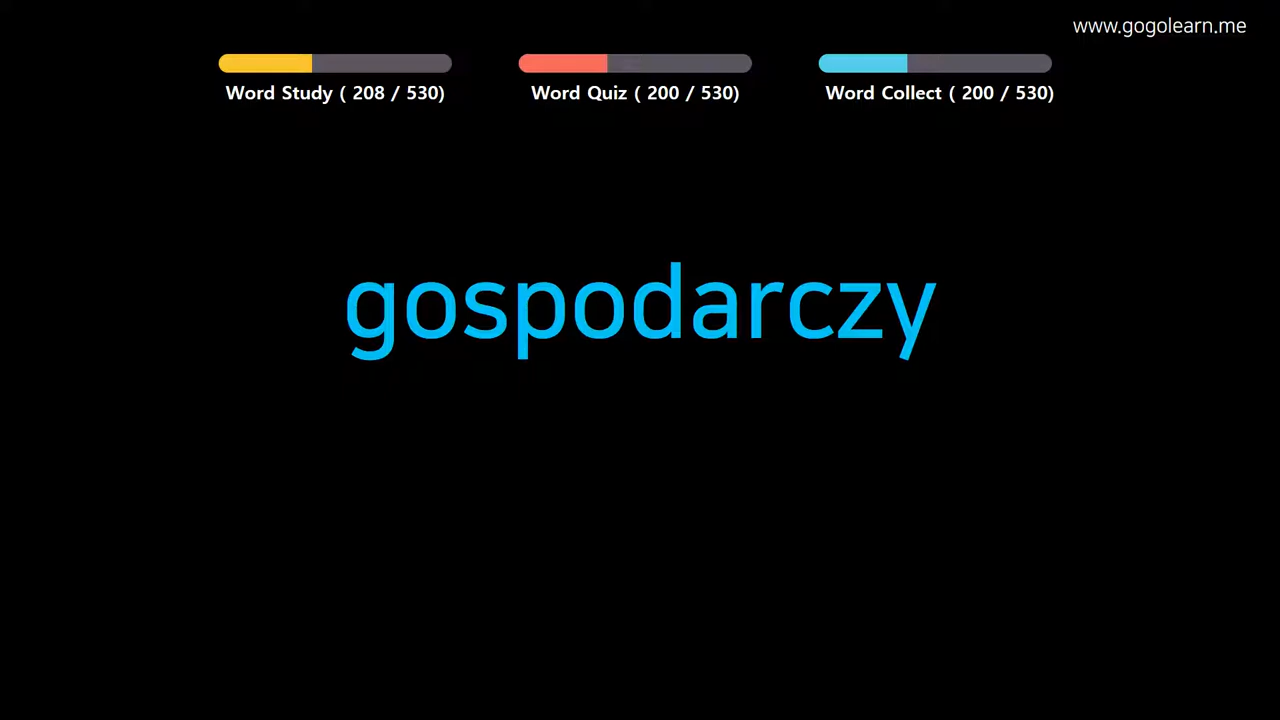 www.gogolearn.me
Word Study ( 208 / 530)
Word Quiz ( 200 / 530)
Word Collect ( 200 / 530)
gospodarczy